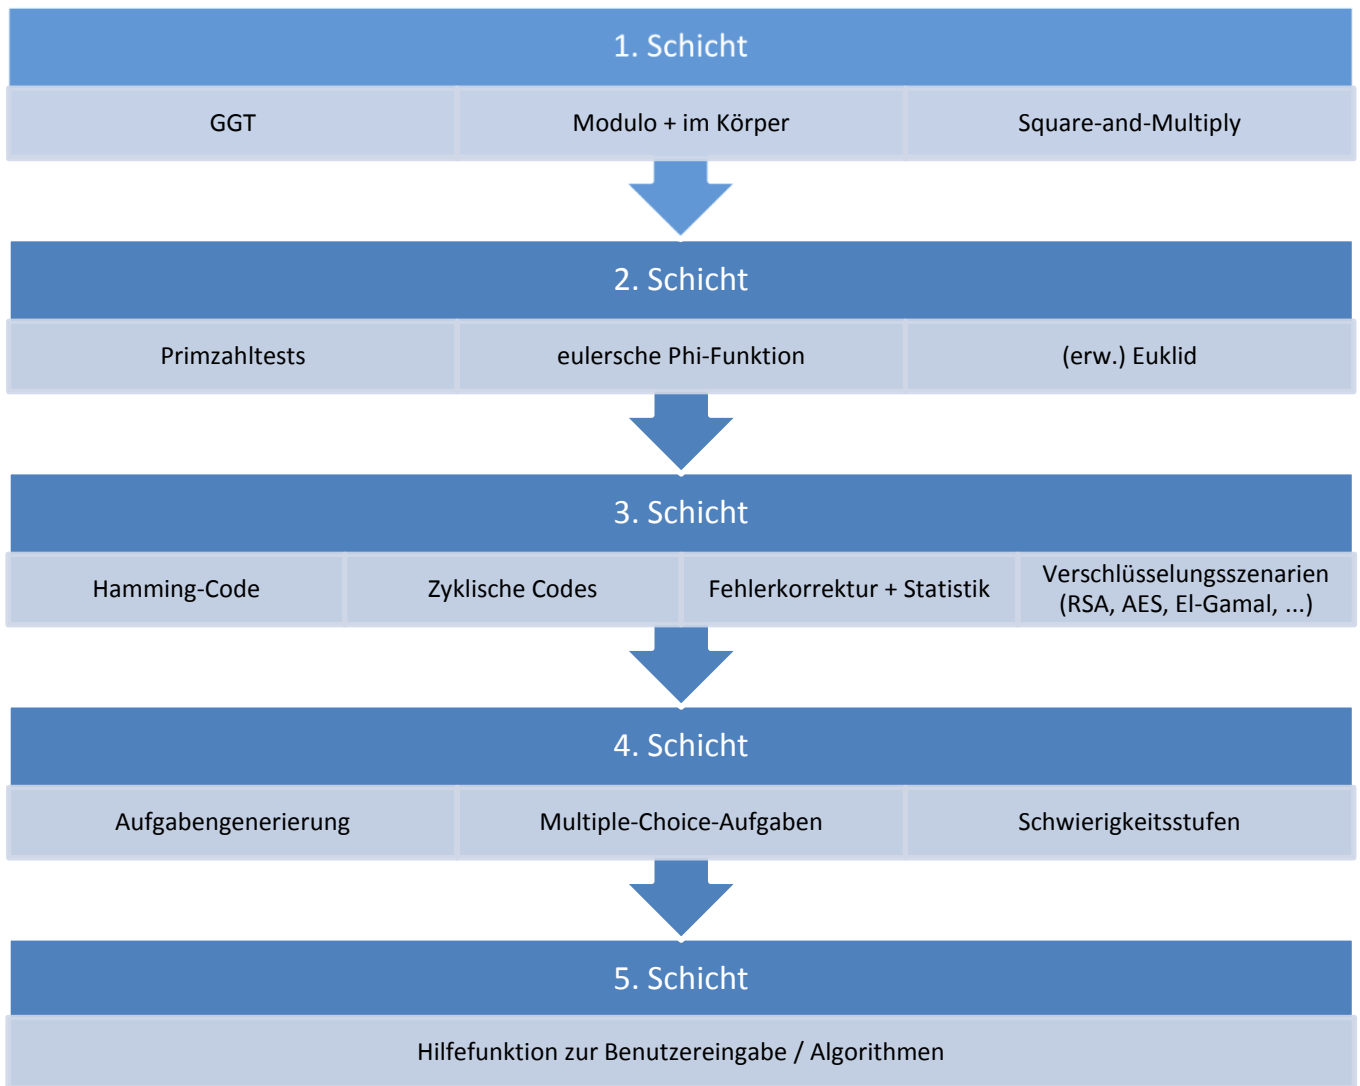 1. Schicht
GGT
Modulo + im Körper
Square-and-Multiply
2. Schicht
Primzahltests
eulersche Phi-Funktion
(erw.) Euklid
3. Schicht
Hamming-Code
Zyklische Codes
Fehlerkorrektur + Statistik
Verschlüsselungsszenarien
(RSA, AES, El-Gamal, ...)
4. Schicht
Aufgabengenerierung
Multiple-Choice-Aufgaben
Schwierigkeitsstufen
5. Schicht
Hilfefunktion zur Benutzereingabe / Algorithmen